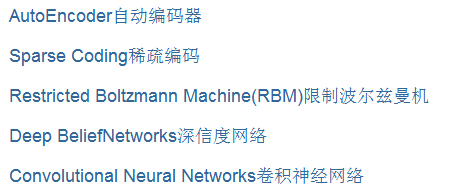 AutoEncoder自动编码器
Sparse Coding稀疏编码
Restricted Boltzmann Machine(RBM)限制波尔兹曼机
Deep BeliefNetworks深信度网络
Convolutional Neural Networks卷积神经网络